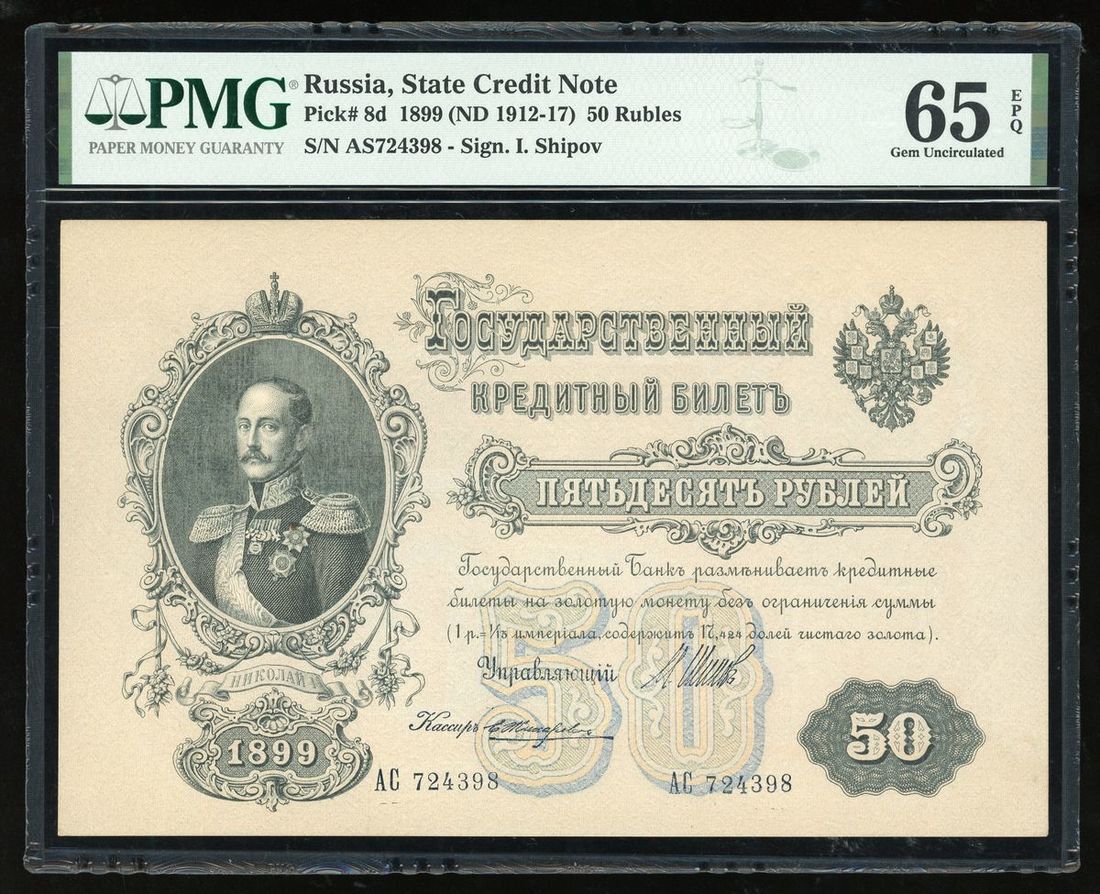 PMG®
PAPER MONEY GUARANTY
Russia, State Credit Note
Pick# 8d 1899 (ND 1912-17) 50 Rubles
S/N AS724398 - Sign. I. Shipov
65 EPQ
Gem Uncirculated
Государственный
кредитный билетъ
пятьдесятъ рублей
Государственный Банкъ размѣниваетъ кредитные
билеты на золотую монету безъ ограниченія суммы
(1 р.=1/15 имперіала, содержитъ 17,424 долей чистаго золота).
Управляющій
Кассиръ
николай I
1899
50
50
АС 724398
АС 724398